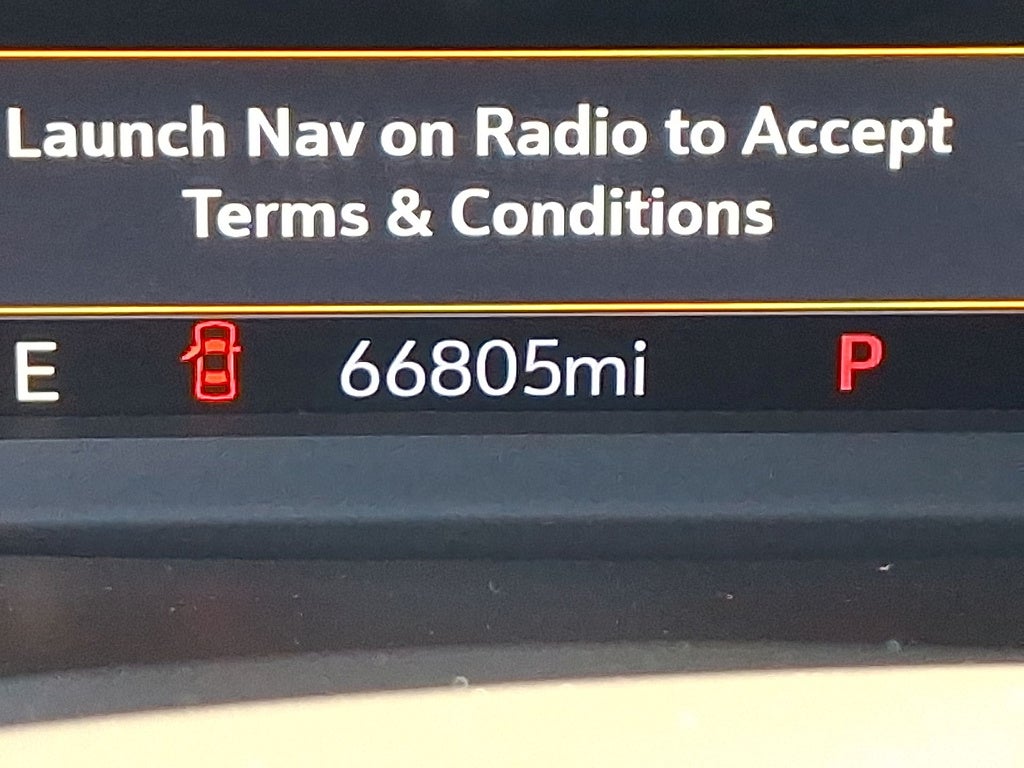 Launch Nav on Radio to Accept
Terms & Conditions
E 66805mi P